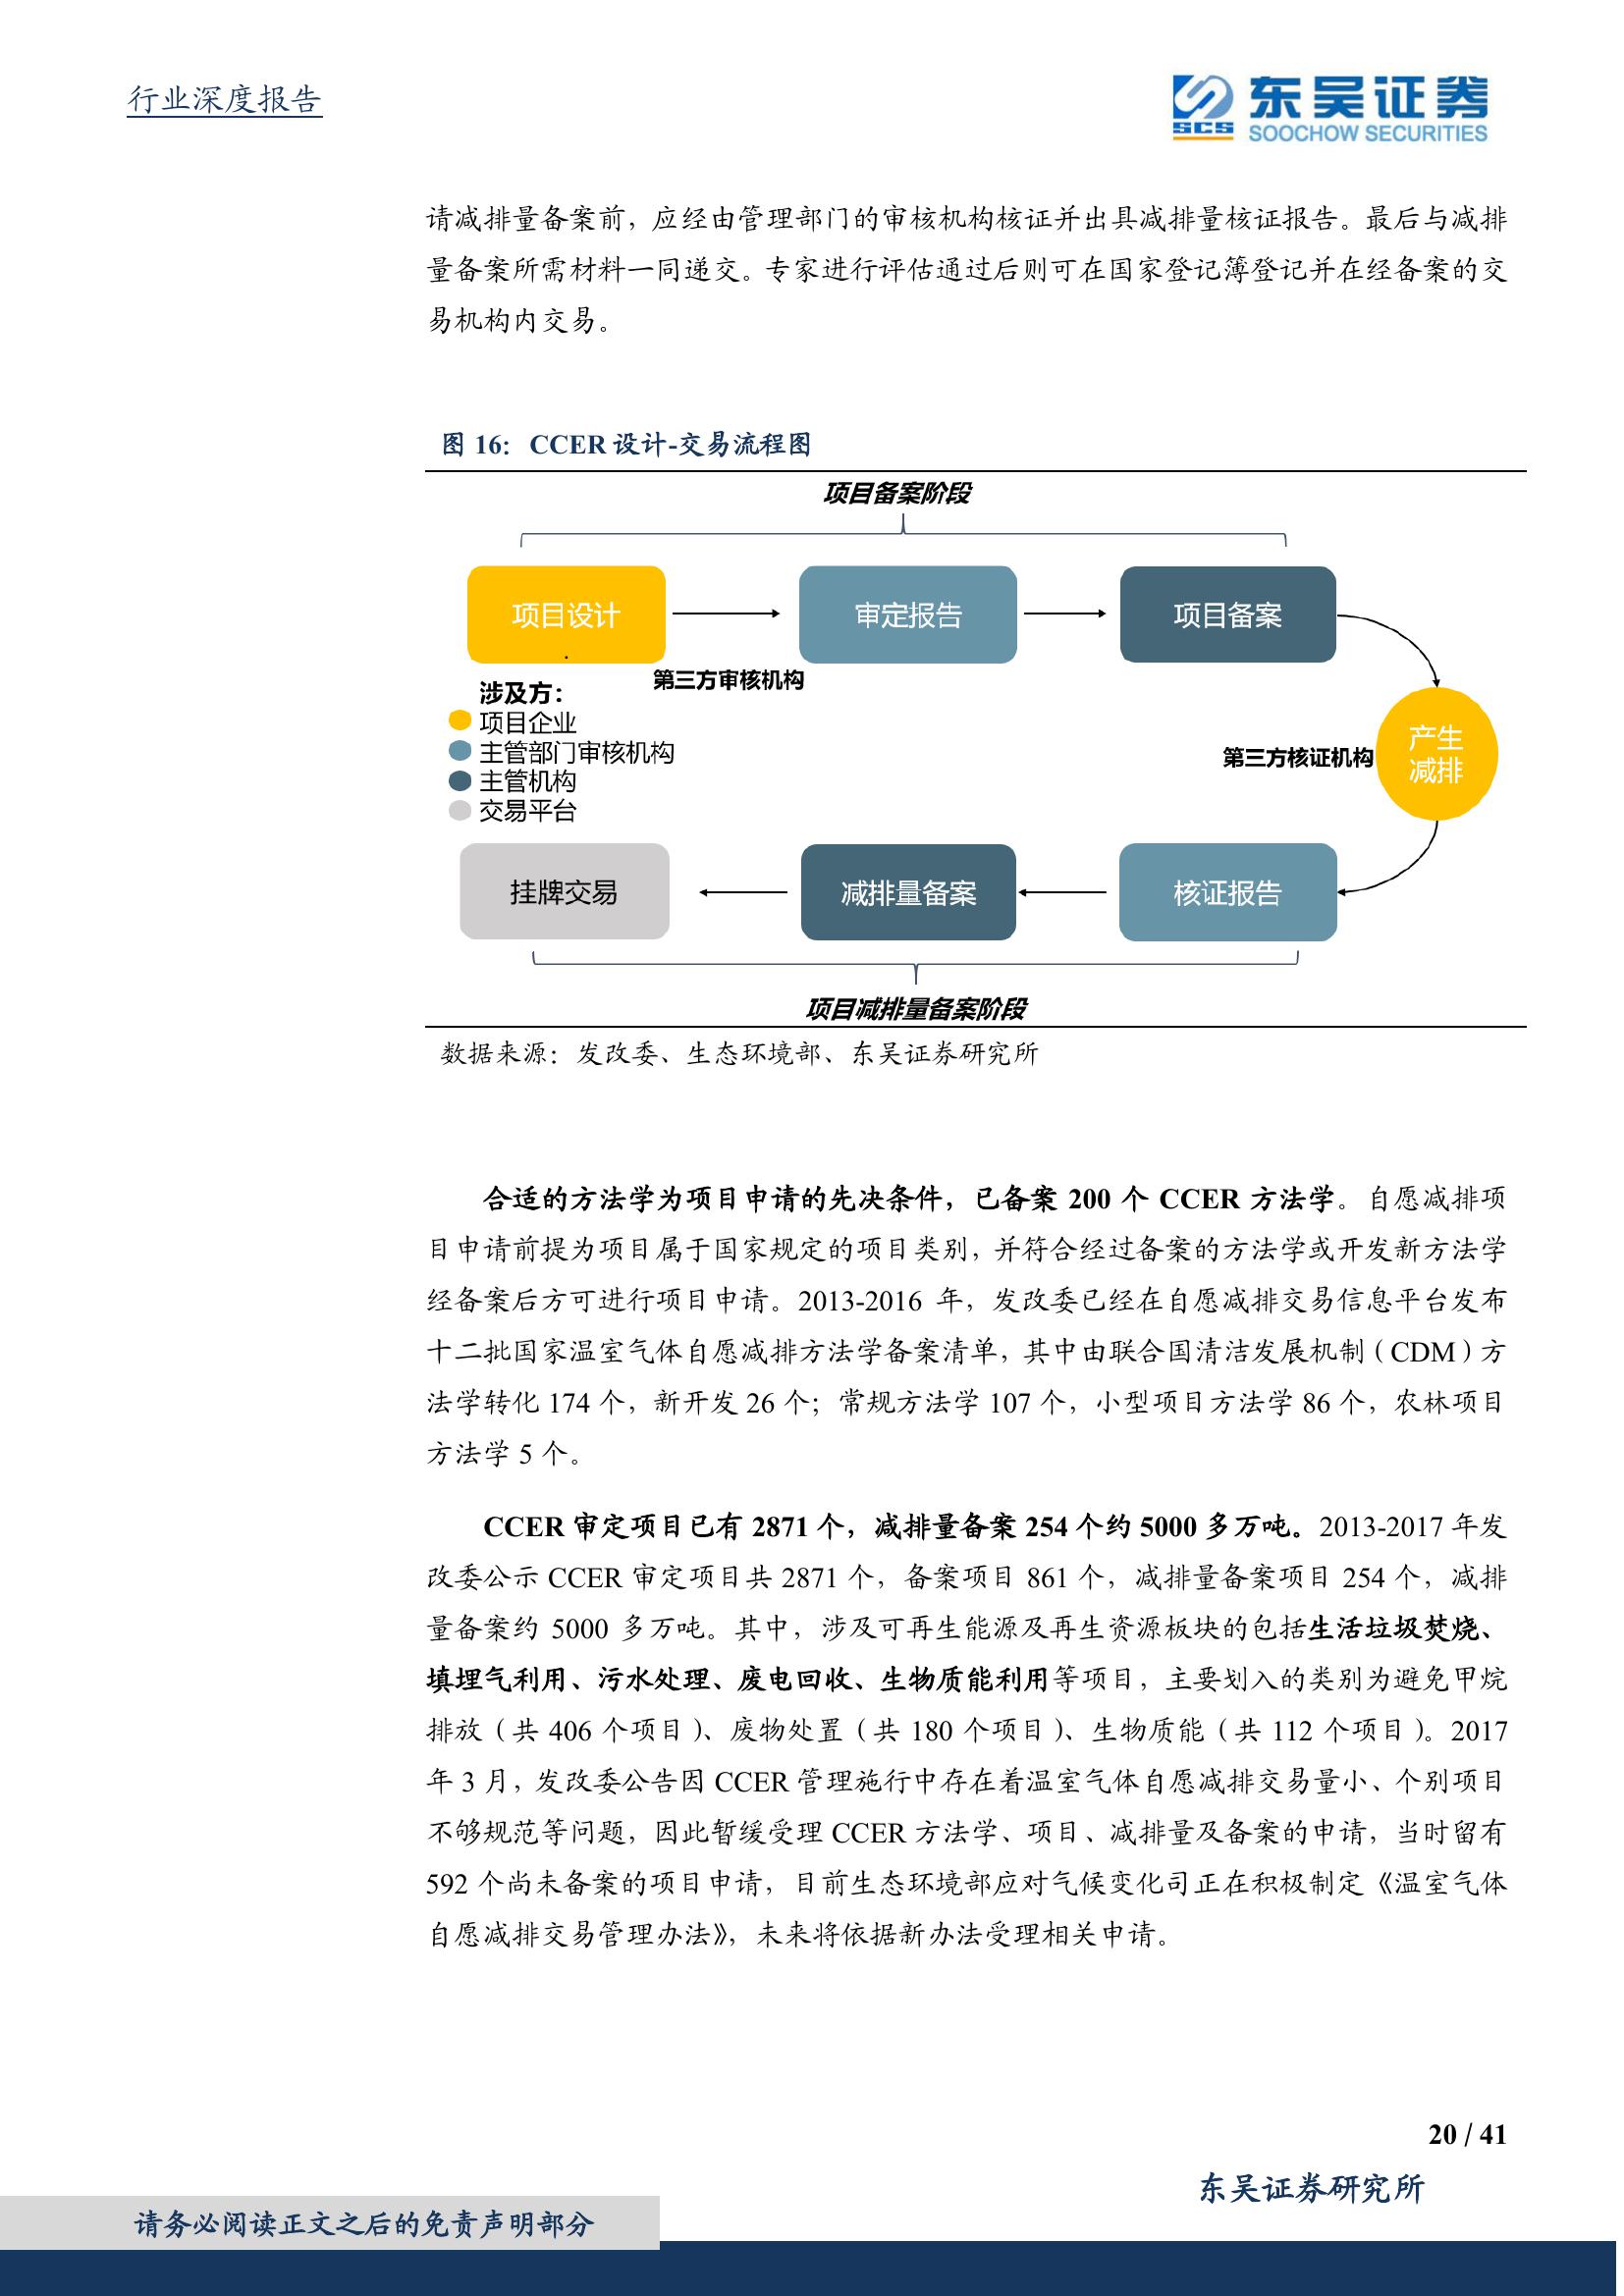 行业深度报告
SCS
东吴证券
SOOCHOW SECURITIES
请减排量备案前，应经由管理部门的审核机构核证并出具减排量核证报告。最后与减排
量备案所需材料一同递交。专家进行评估通过后则可在国家登记簿登记并在经备案的交
易机构内交易。
图 16：CCER 设计-交易流程图
项目备案阶段
项目设计
审定报告
项目备案
第三方审核机构
涉及方：
项目企业
主管部门审核机构
主管机构
交易平台
产生
减排
第三方核证机构
挂牌交易
减排量备案
核证报告
项目减排量备案阶段
数据来源：发改委、生态环境部、东吴证券研究所
合适的方法学为项目申请的先决条件，已备案 200 个 CCER 方法学。自愿减排项
目申请前提为项目属于国家规定的项目类别，并符合经过备案的方法学或开发新方法学
经备案后方可进行项目申请。2013-2016 年，发改委已经在自愿减排交易信息平台发布
十二批国家温室气体自愿减排方法学备案清单，其中由联合国清洁发展机制（CDM）方
法学转化 174 个，新开发 26 个；常规方法学 107 个，小型项目方法学 86 个，农林项目
方法学 5 个。
CCER 审定项目已有 2871 个，减排量备案 254 个约 5000 多万吨。2013-2017 年发
改委公示 CCER 审定项目共 2871 个，备案项目 861 个，减排量备案项目 254 个，减排
量备案约 5000 多万吨。其中，涉及可再生能源及再生资源板块的包括生活垃圾焚烧、
填埋气利用、污水处理、废电回收、生物质能利用等项目，主要划入的类别为避免甲烷
排放（共 406 个项目）、废物处置（共 180 个项目）、生物质能（共 112 个项目）。2017
年 3 月，发改委公告因 CCER 管理施行中存在着温室气体自愿减排交易量小、个别项目
不够规范等问题，因此暂缓受理 CCER 方法学、项目、减排量及备案的申请，当时留有
592 个尚未备案的项目申请，目前生态环境部应对气候变化司正在积极制定《温室气体
自愿减排交易管理办法》，未来将依据新办法受理相关申请。
20 / 41
东吴证券研究所
请务必阅读正文之后的免责声明部分